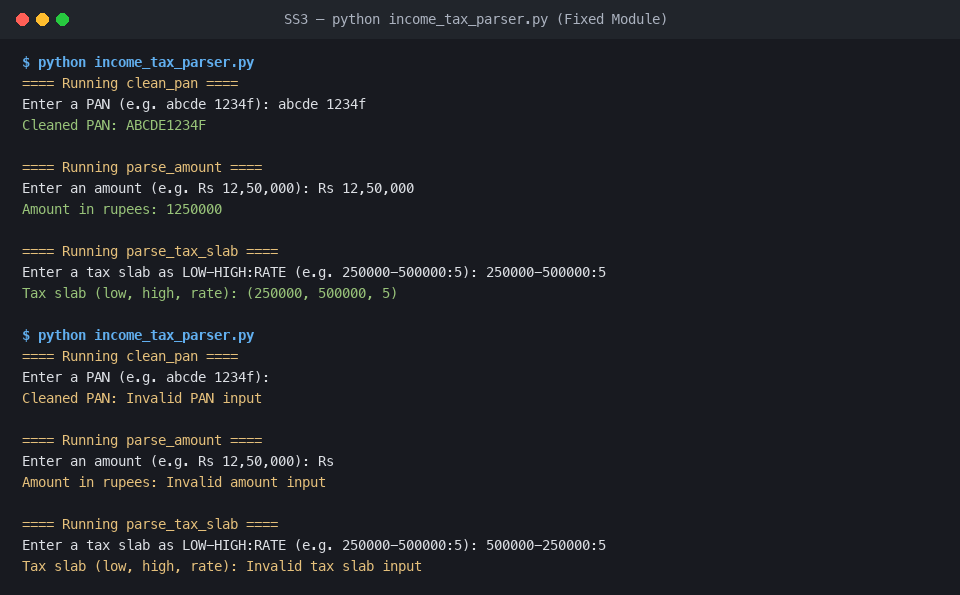 SS3 — python income_tax_parser.py (Fixed Module)
$ python income_tax_parser.py
==== Running clean_pan ====
Enter a PAN (e.g. abcde 1234f): abcde 1234f
Cleaned PAN: ABCDE1234F
==== Running parse_amount ====
Enter an amount (e.g. Rs 12,50,000): Rs 12,50,000
Amount in rupees: 1250000
==== Running parse_tax_slab ====
Enter a tax slab as LOW-HIGH:RATE (e.g. 250000-500000:5): 250000-500000:5
Tax slab (low, high, rate): (250000, 500000, 5)
$ python income_tax_parser.py
==== Running clean_pan ====
Enter a PAN (e.g. abcde 1234f):
Cleaned PAN: Invalid PAN input
==== Running parse_amount ====
Enter an amount (e.g. Rs 12,50,000): Rs
Amount in rupees: Invalid amount input
==== Running parse_tax_slab ====
Enter a tax slab as LOW-HIGH:RATE (e.g. 250000-500000:5): 500000-250000:5
Tax slab (low, high, rate): Invalid tax slab input